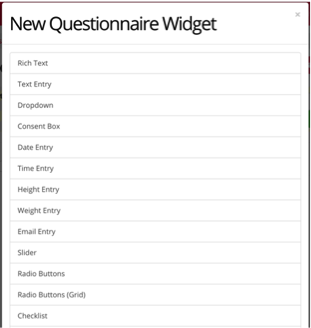 New Questionnaire Widget
×
Rich Text
Text Entry
Dropdown
Consent Box
Date Entry
Time Entry
Height Entry
Weight Entry
Email Entry
Slider
Radio Buttons
Radio Buttons (Grid)
Checklist